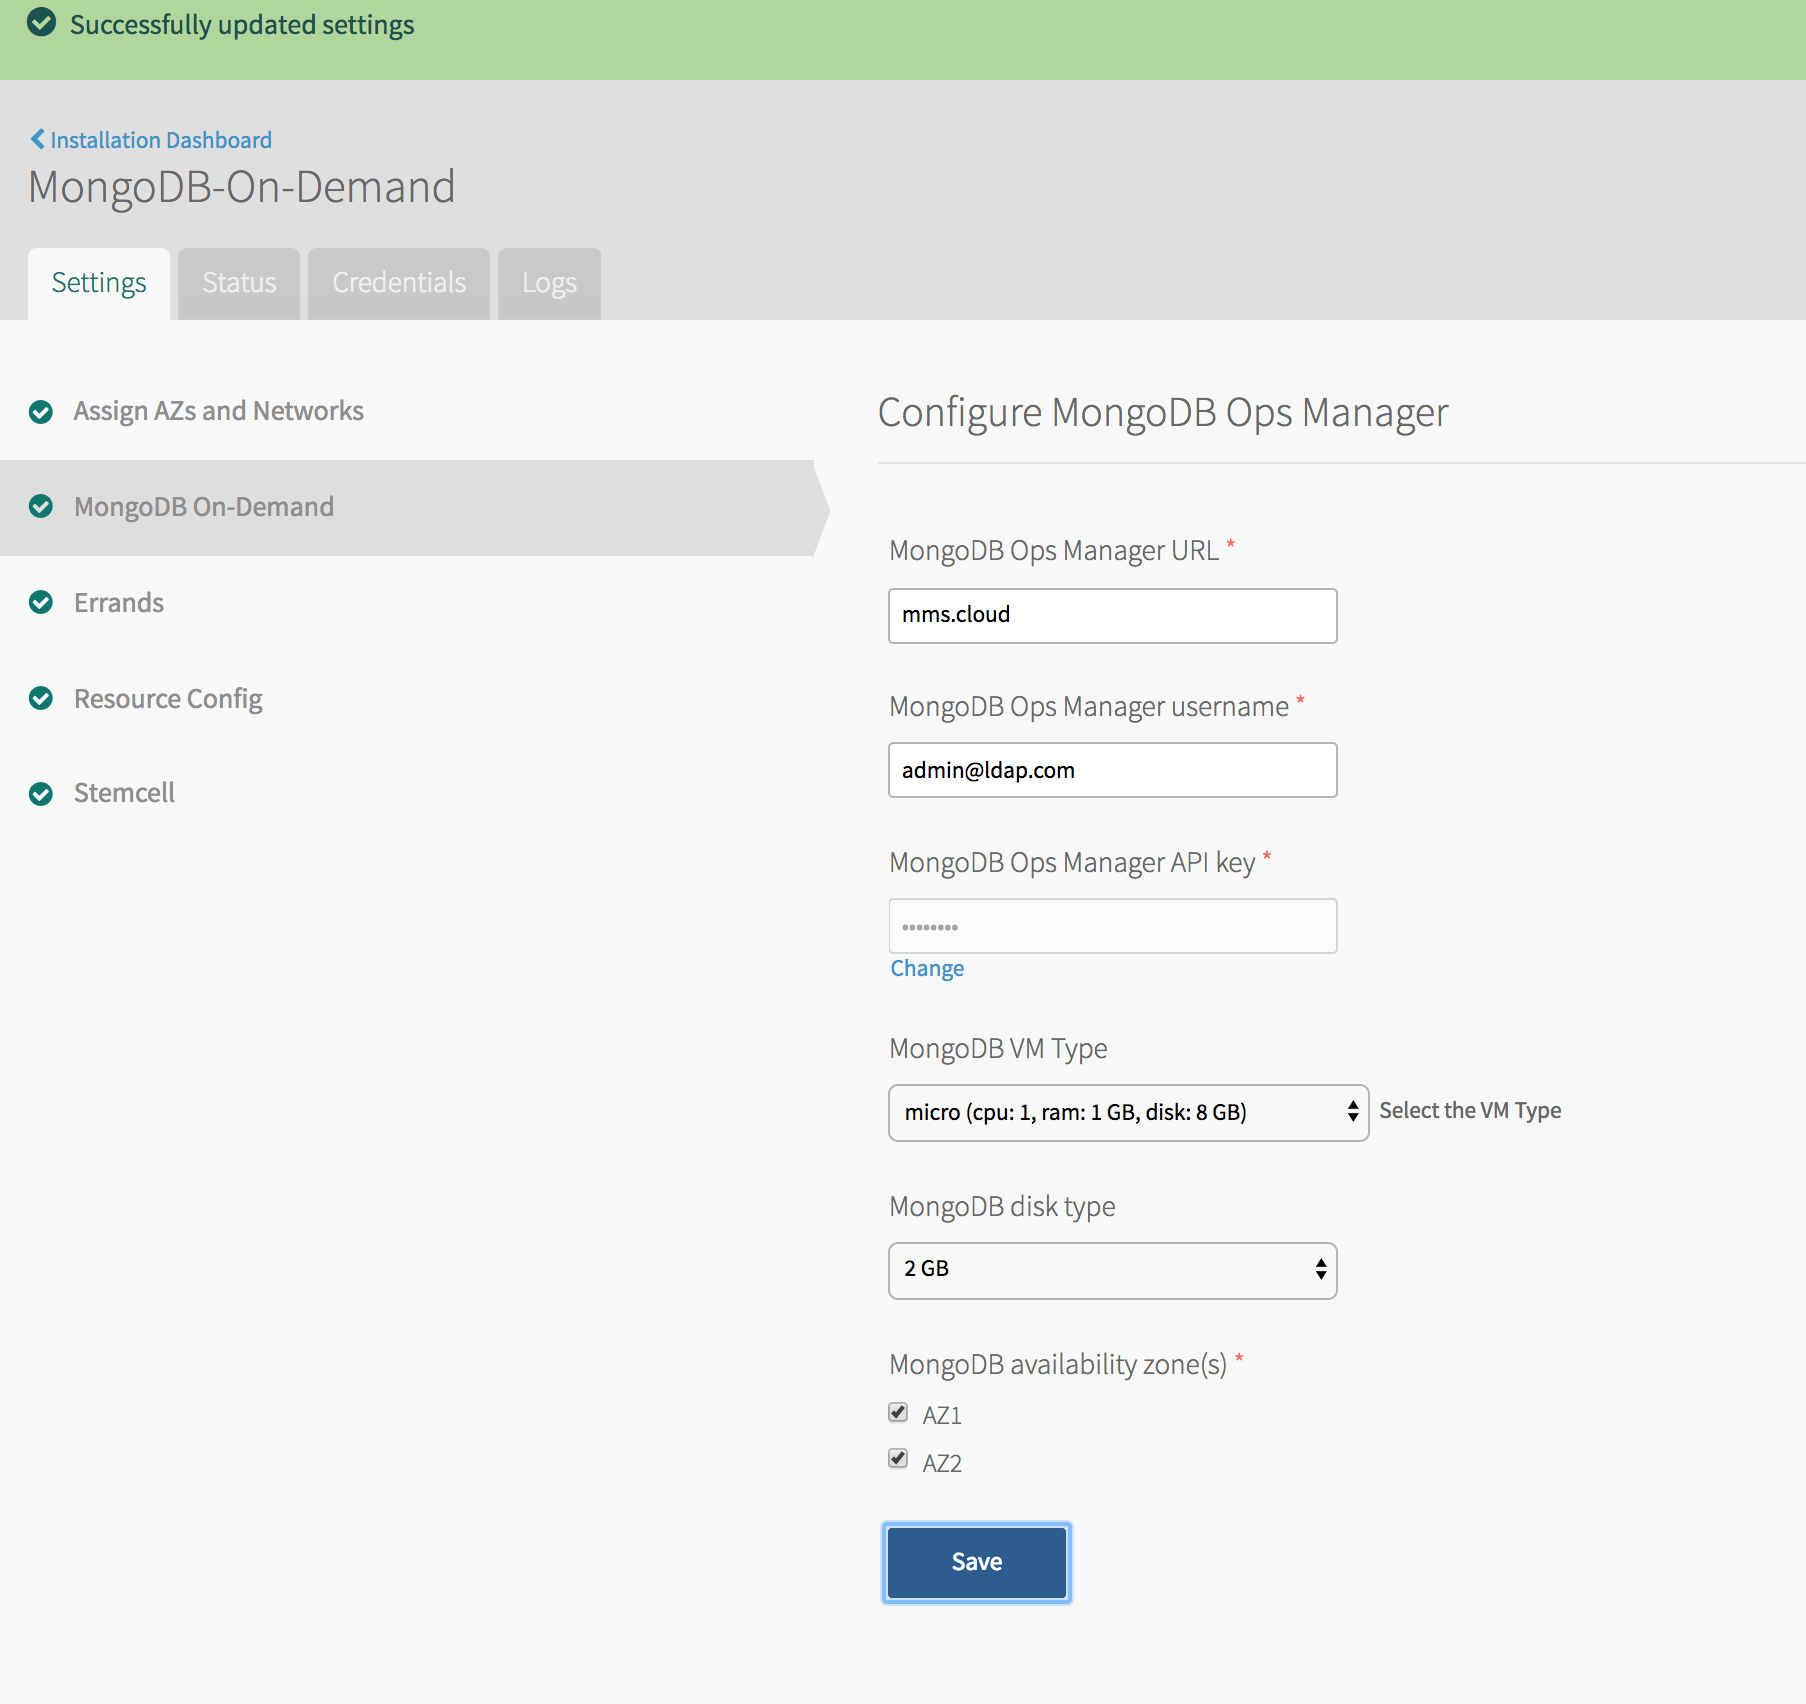 Successfully updated settings
Installation Dashboard
MongoDB-On-Demand
Settings
Status
Credentials
Logs
Assign AZs and Networks
MongoDB On-Demand
Errands
Resource Config
Stemcell
Configure MongoDB Ops Manager
MongoDB Ops Manager URL *
mms.cloud
MongoDB Ops Manager username *
admin@ldap.com
MongoDB Ops Manager API key *
••••••••
Change
MongoDB VM Type
micro (cpu: 1, ram: 1 GB, disk: 8 GB)
Select the VM Type
MongoDB disk type
2 GB
MongoDB availability zone(s) *
AZ1
AZ2
Save